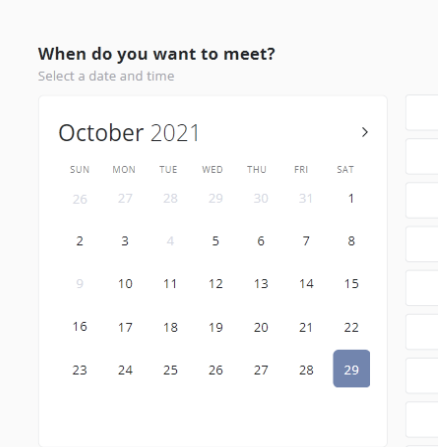 When do you want to meet?
Select a date and time
October 2021 >
SUN MON TUE WED THU FRI SAT
26 27 28 29 30 31 1
2 3 4 5 6 7 8
9 10 11 12 13 14 15
16 17 18 19 20 21 22
23 24 25 26 27 28 29